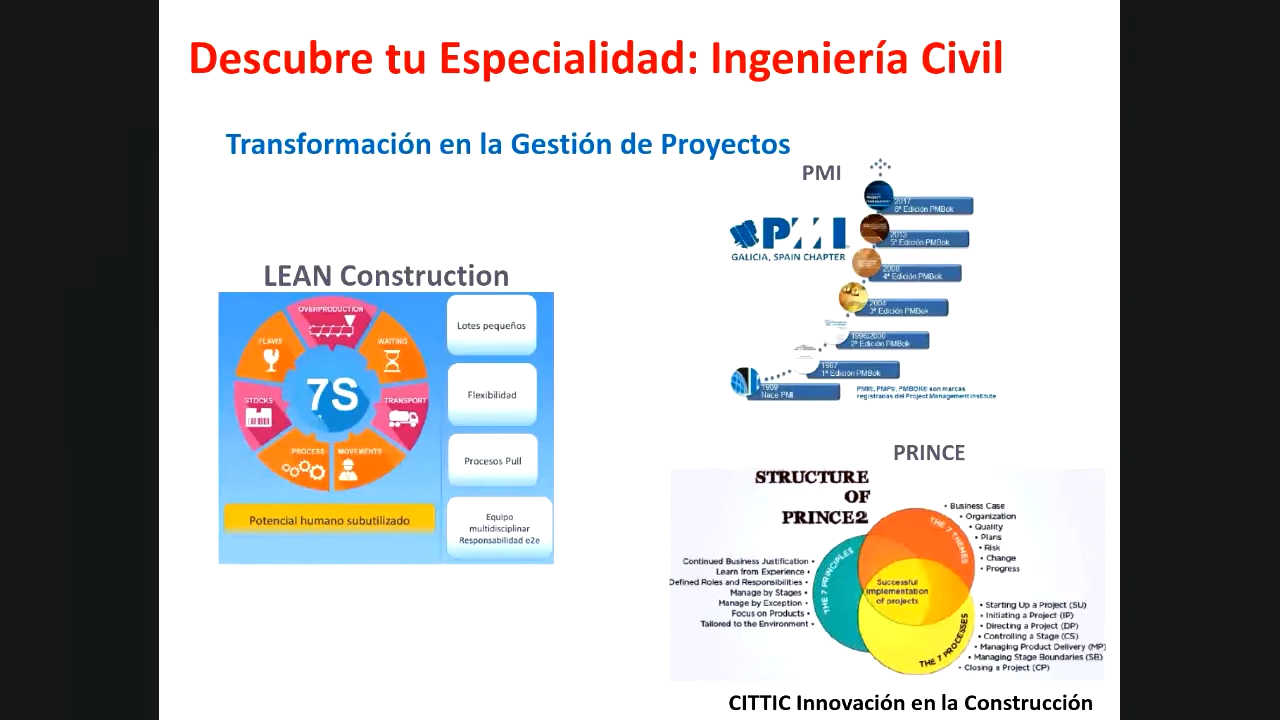 Descubre tu Especialidad: Ingeniería Civil
Transformación en la Gestión de Proyectos
LEAN Construction
OVERPRODUCTION
FLAWS
WAITING
7S
STOCKS
TRANSPORT
PROCESS
MOVEMENTS
Potencial humano subutilizado
Lotes pequeños
Flexibilidad
Procesos Pull
Equipo
multidisciplinar
Responsabilidad e2e
PMI
PMI
GALICIA, SPAIN CHAPTER
2017
6ª Edición PMBok
2013
5ª Edición PMBok
2008
4ª Edición PMBok
2004
3ª Edición PMBok
1996/2000
2ª Edición PMBok
1987
1ª Edición PMBok
1969
Nace PMI
PMI®, PMP®, PMBOK® son marcas
registradas del Project Management Institute
PRINCE
STRUCTURE
OF
PRINCE2
THE 7 THEMES
• Business Case
• Organization
• Quality
• Plans
• Risk
• Change
• Progress
THE 7 PRINCIPLES
Continued Business Justification •
Learn from Experience •
Defined Roles and Responsibilities •
Manage by Stages •
Manage by Exception •
Focus on Products •
Tailored to the Environment •
Successful
implementation
of projects
THE 7 PROCESSES
• Starting Up a Project (SU)
• Initiating a Project (IP)
• Directing a Project (DP)
• Controlling a Stage (CS)
• Managing Product Delivery (MP)
• Managing Stage Boundaries (SB)
• Closing a Project (CP)
CITTIC Innovación en la Construcción